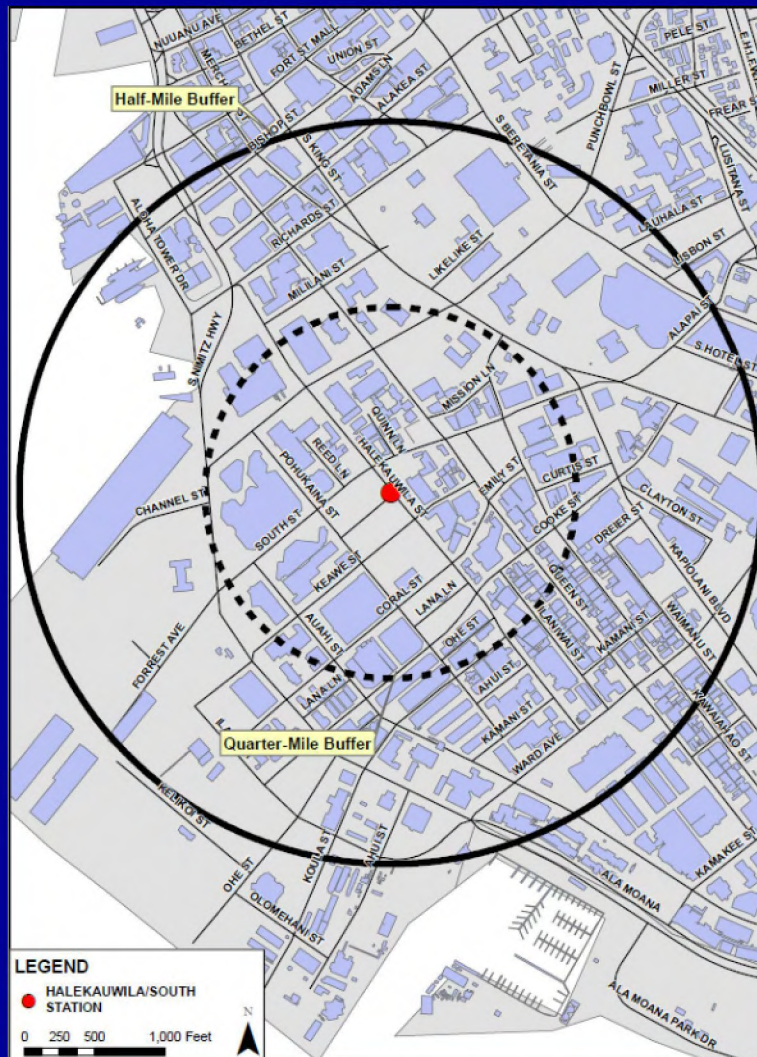 NUUANU AVE
BETHEL ST
FORT ST MALL
UNION ST
ADAMS LN
ALAKEA ST
PELE ST
MILLER ST
FREAR
PUNCHBOWL ST
LUSITANA ST
Half-Mile Buffer
BISHOP ST
S KING ST
S BERETANIA ST
LAUHALA ST
LISBON ST
ALOHA TOWER DR
RICHARDS ST
LIKELIKE ST
MILILANI ST
ALAPAI ST
S HOTEL ST
S NIMITZ HWY
MISSION LN
QUINN LN
HALEKAUWILA ST
REED LN
POHUKAINA ST
EMILY ST
CURTIS ST
CHANNEL ST
SOUTH ST
COOKE ST
CLAYTON ST
DREIER ST
KAPIOLANI BLVD
KEAWE ST
CORAL ST
LANA LN
QUEEN ST
ILANIWAI ST
AUAHI ST
OHE ST
KAMANI ST
WAIMANU ST
FORREST AVE
LANA LN
AHUI ST
KAWAIAHAO ST
KAMANI ST
WARD AVE
Quarter-Mile Buffer
KELIKOI ST
KOULA ST
AHUI ST
KAMAKEE ST
OHE ST
ALA MOANA
OLOMEHANI ST
ALA MOANA PARK DR
LEGEND
HALEKAUWILA/SOUTH
STATION
N
0 250 500 1,000 Feet